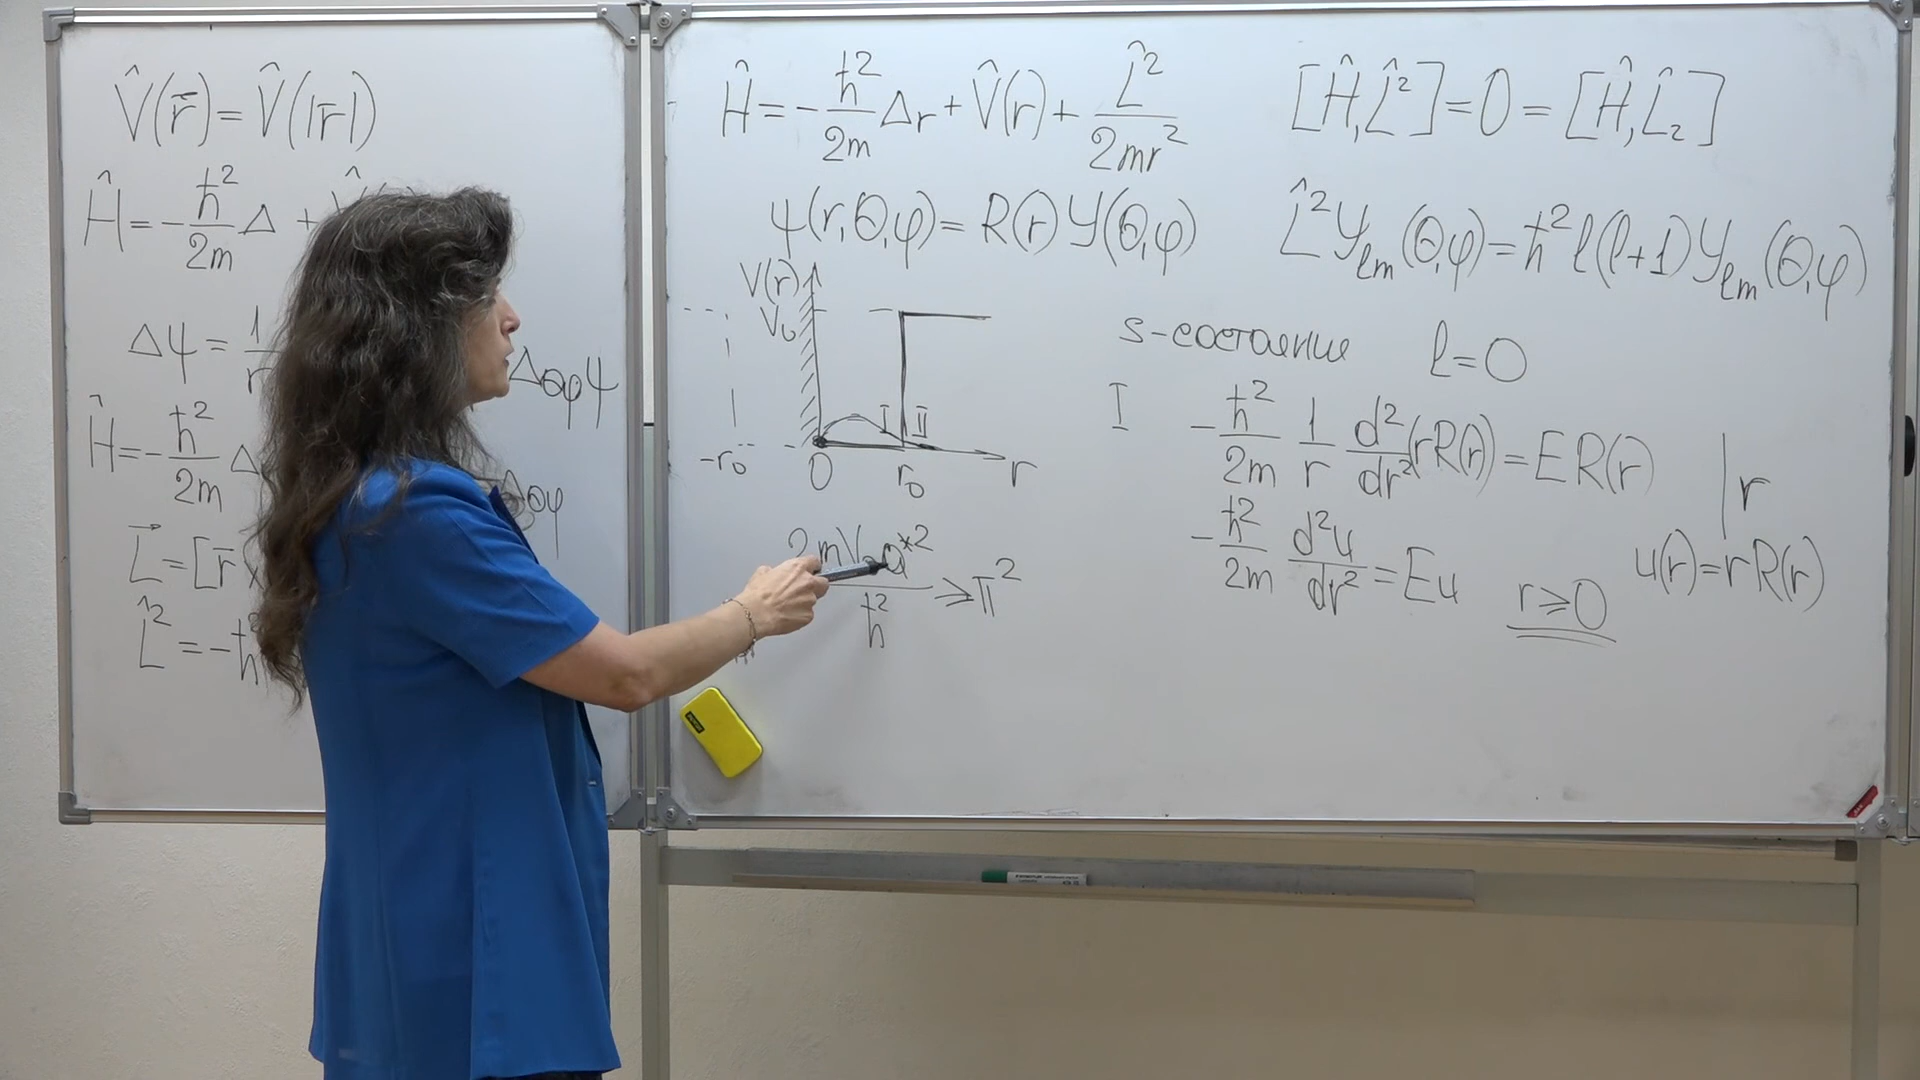 V̂(r̄) = V̂(|r̄|)
Ĥ = -ħ²/2m Δ +
Δψ = 1/r
Δθφψ
Ĥ = -ħ²/2m Δ
Δθφ
L⃗ = [r̄ ×
L̂² = -ħ²
Ĥ = -ħ²/2m Δr + V̂(r) + L̂²/2mr²
ψ(r,θ,φ) = R(r) Y(θ,φ)
V(r)
V₀
I II
-r₀ 0 r₀ r
2mV₀a*²/ħ² ⩾ π²
[Ĥ, L̂²] = 0 = [Ĥ, L̂z]
L̂² Yℓm(θ,φ) = ħ² ℓ(ℓ+1) Yℓm(θ,φ)
s-состояние ℓ = 0
I -ħ²/2m 1/r d²/dr² (rR(r)) = E R(r) | r
-ħ²/2m d²u/dr² = Eu r ⩾ 0 u(r) = rR(r)